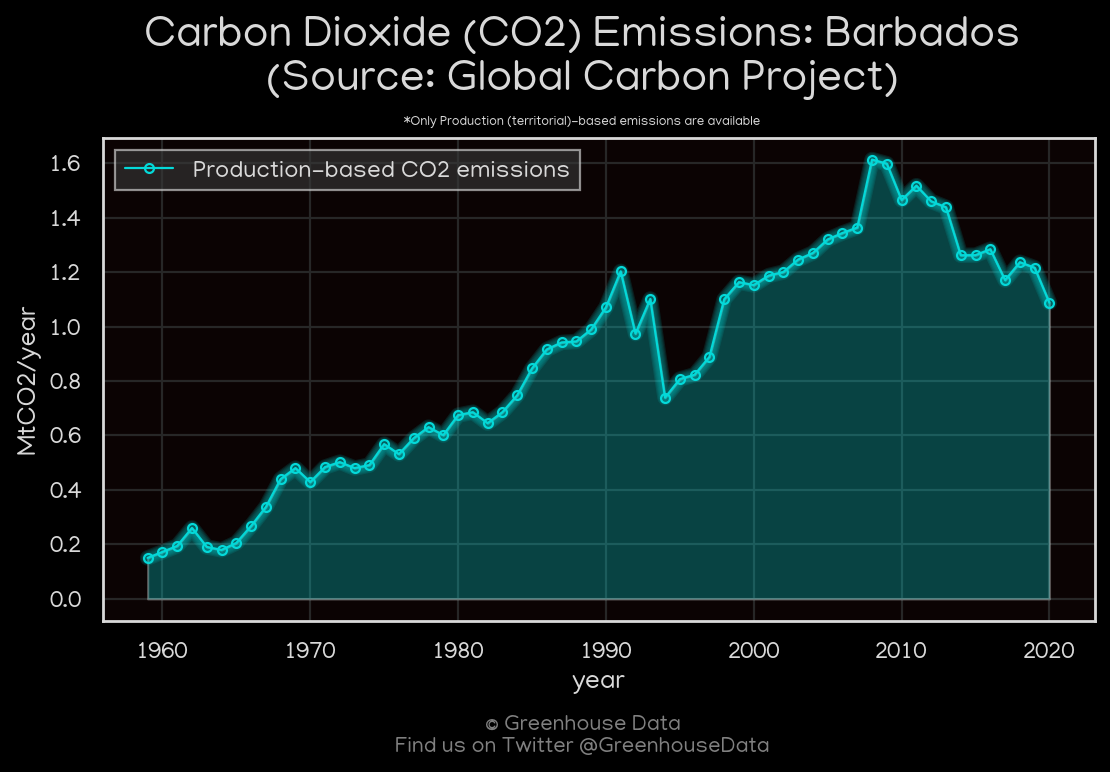 Carbon Dioxide (CO2) Emissions: Barbados
(Source: Global Carbon Project)
*Only Production (territorial)-based emissions are available
Production-based CO2 emissions
1.6
1.4
1.2
1.0
0.8
0.6
0.4
0.2
0.0
MtCO2/year
1960 1970 1980 1990 2000 2010 2020
year
© Greenhouse Data
Find us on Twitter @GreenhouseData